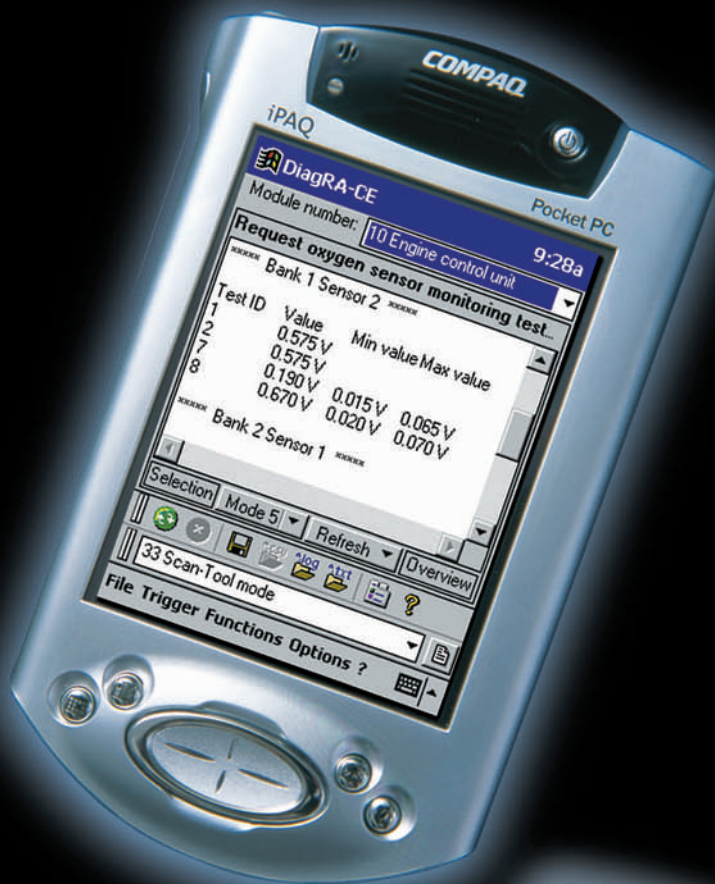 COMPAQ
iPAQ
Pocket PC
DiagRA-CE 9:28a
Module number: 10 Engine control unit
Request oxygen sensor monitoring test...
***** Bank 1 Sensor 2 *****
Test ID Value Min value Max value
1 0.575 V
2 0.575 V
7 0.190 V 0.015 V 0.065 V
8 0.670 V 0.020 V 0.070 V
***** Bank 2 Sensor 1 *****
Selection Mode 5 Refresh Overview
*log *txt ?
33 Scan-Tool mode
File Trigger Functions Options ?